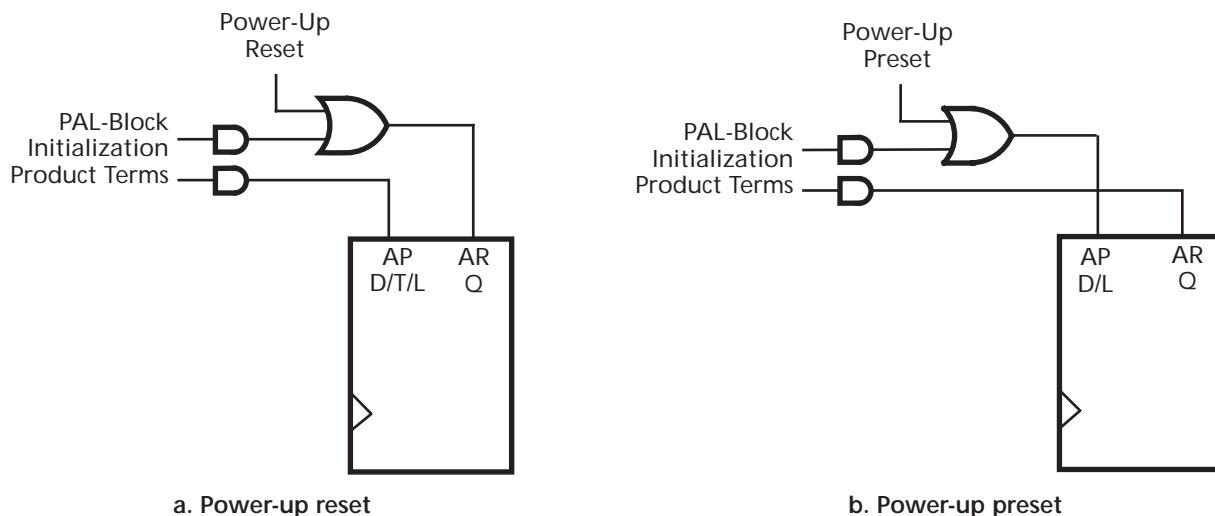 Power-Up
Reset
PAL-Block
Initialization
Product Terms
AP AR
D/T/L Q
a. Power-up reset
Power-Up
Preset
PAL-Block
Initialization
Product Terms
AP AR
D/L Q
b. Power-up preset